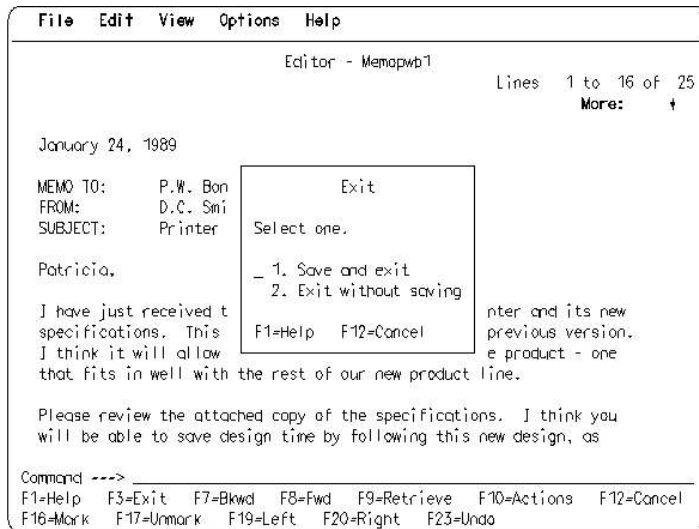 File Edit View Options Help
Editor - Memopwb1
Lines 1 to 16 of 25
More: +
January 24, 1989
MEMO TO: P.W. Bon
FROM: D.C. Smi
SUBJECT: Printer
Exit
Select one.
_ 1. Save and exit
2. Exit without saving
F1=Help F12=Cancel
Patricia,
I have just received t nter and its new
specifications. This previous version.
I think it will allow e product - one
that fits in well with the rest of our new product line.
Please review the attached copy of the specifications. I think you
will be able to save design time by following this new design, as
Command ---> 
F1=Help F3=Exit F7=Bkwd F8=Fwd F9=Retrieve F10=Actions F12=Cancel
F16=Mark F17=Unmark F19=Left F20=Right F23=Undo